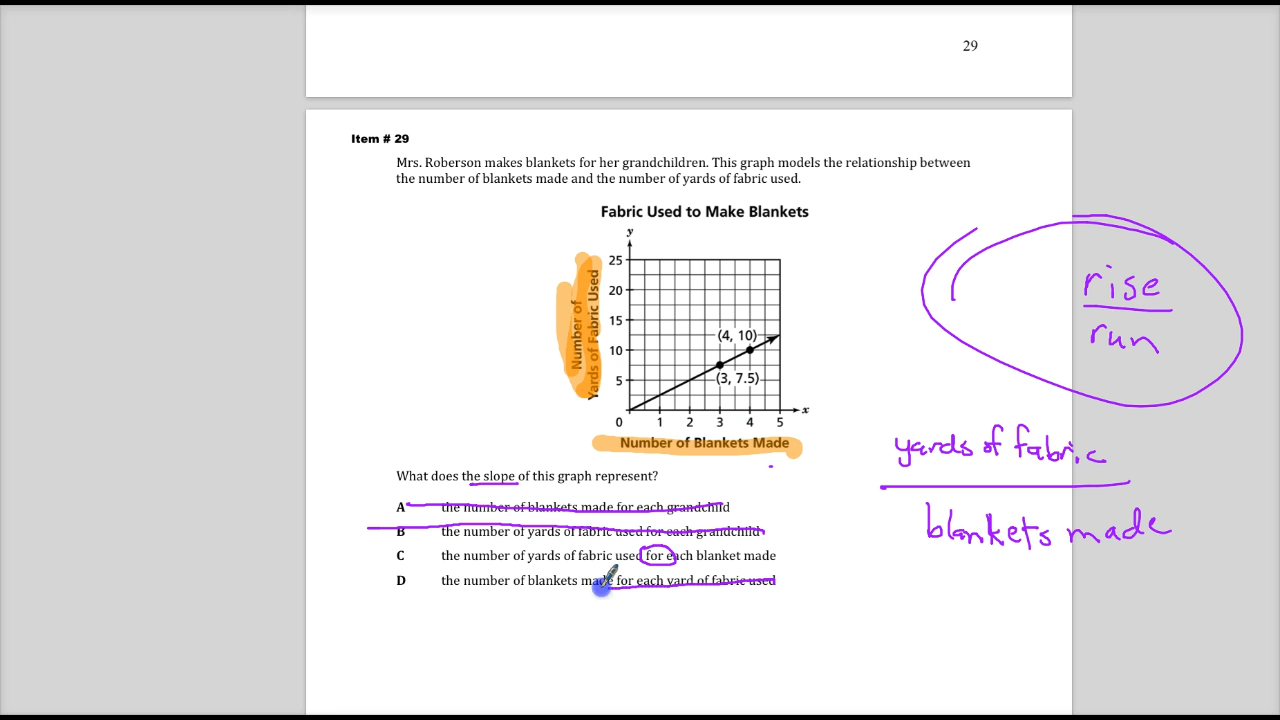 29
Item # 29
Mrs. Roberson makes blankets for her grandchildren. This graph models the relationship between
the number of blankets made and the number of yards of fabric used.
Fabric Used to Make Blankets
y
Number of
Yards of Fabric Used
25
20
15
10
5
(4, 10)
(3, 7.5)
0 1 2 3 4 5 x
Number of Blankets Made
What does the slope of this graph represent?
A the number of blankets made for each grandchild
B the number of yards of fabric used for each grandchild
C the number of yards of fabric used for each blanket made
D the number of blankets made for each yard of fabric used
rise
run
yards of fabric
blankets made